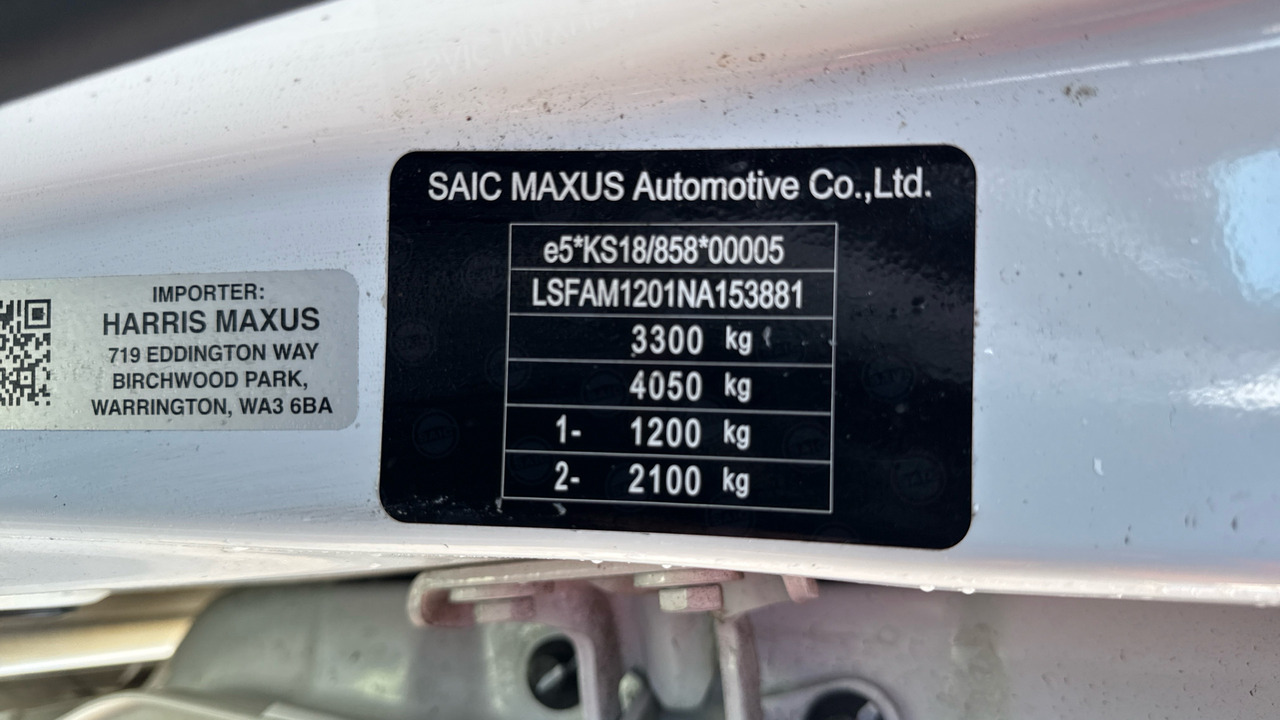 SAIC MAXUS Automotive Co.,Ltd.
e5*KS18/858*00005
LSFAM1201NA153881
3300 kg
4050 kg
1- 1200 kg
2- 2100 kg
IMPORTER:
HARRIS MAXUS
719 EDDINGTON WAY
BIRCHWOOD PARK,
WARRINGTON, WA3 6BA